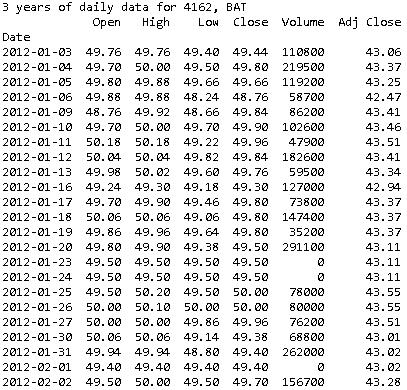 3 years of daily data for 4162, BAT
Open High Low Close Volume Adj Close
Date
2012-01-03 49.76 49.76 49.40 49.44 110800 43.06
2012-01-04 49.70 50.00 49.50 49.80 219500 43.37
2012-01-05 49.80 49.88 49.66 49.66 119200 43.25
2012-01-06 49.88 49.88 48.24 48.76 58700 42.47
2012-01-09 48.76 49.92 48.66 49.84 86200 43.41
2012-01-10 49.70 50.00 49.70 49.90 102600 43.46
2012-01-11 50.18 50.18 49.22 49.96 47900 43.51
2012-01-12 50.04 50.04 49.82 49.84 182600 43.41
2012-01-13 49.98 50.02 49.60 49.76 59500 43.34
2012-01-16 49.24 49.30 49.18 49.30 127000 42.94
2012-01-17 49.70 49.90 49.46 49.80 73800 43.37
2012-01-18 50.06 50.06 49.06 49.80 147400 43.37
2012-01-19 49.86 49.96 49.64 49.80 35200 43.37
2012-01-20 49.80 49.90 49.38 49.50 291100 43.11
2012-01-23 49.50 49.50 49.50 49.50 0 43.11
2012-01-24 49.50 49.50 49.50 49.50 0 43.11
2012-01-25 49.50 50.20 49.50 50.00 78000 43.55
2012-01-26 50.00 50.10 50.00 50.00 80000 43.55
2012-01-27 50.00 50.00 49.86 49.96 76200 43.51
2012-01-30 50.06 50.06 49.14 49.38 68800 43.01
2012-01-31 49.94 49.94 48.80 49.40 262000 43.02
2012-02-01 49.40 49.40 49.40 49.40 0 43.02
2012-02-02 49.50 50.00 49.50 49.70 156700 43.28